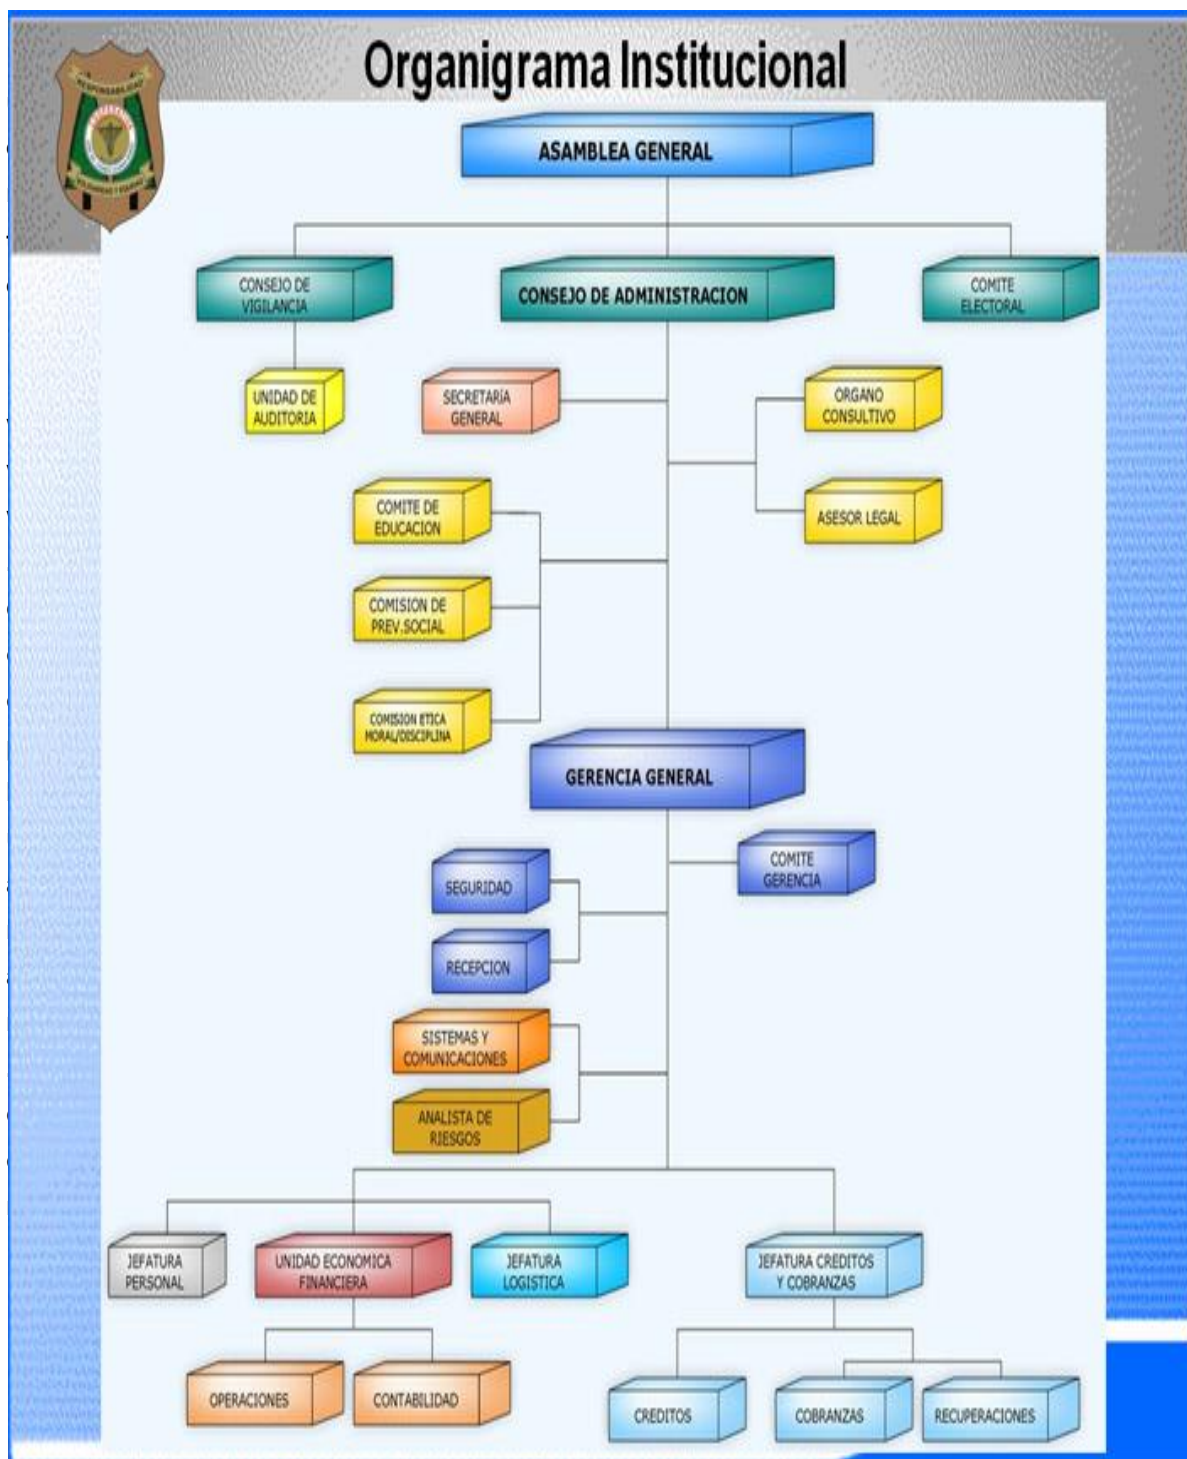 Organigrama Institucional
RESPONSABILIDAD
ASAMBLEA GENERAL
CONSEJO DE
VIGILANCIA
CONSEJO DE ADMINISTRACION
COMITE
ELECTORAL
UNIDAD DE
AUDITORIA
SECRETARÍA
GENERAL
ORGANO
CONSULTIVO
COMITE DE
EDUCACION
ASESOR LEGAL
COMISION DE
PREV.SOCIAL
COMISION ETICA
MORAL/DISCIPLINA
GERENCIA GENERAL
COMITE
GERENCIA
SEGURIDAD
RECEPCION
SISTEMAS Y
COMUNICACIONES
ANALISTA DE
RIESGOS
JEFATURA
PERSONAL
UNIDAD ECONOMICA
FINANCIERA
JEFATURA
LOGISTICA
JEFATURA CREDITOS
Y COBRANZAS
OPERACIONES
CONTABILIDAD
CREDITOS
COBRANZAS
RECUPERACIONES